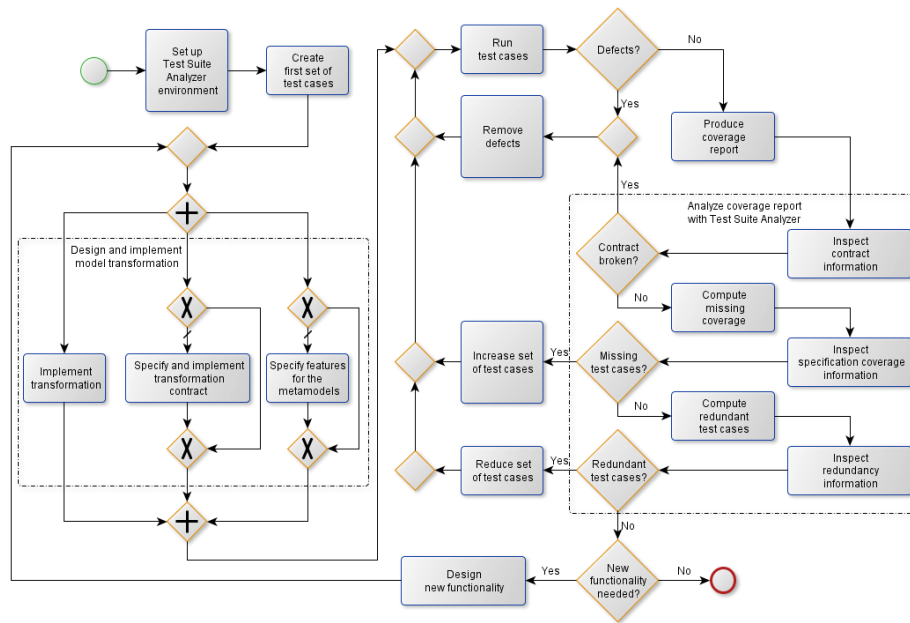 Set up
Test Suite
Analyzer
environment
Create
first set of
test cases
Run
test cases
Defects?
No
Yes
Remove
defects
Produce
coverage
report
Yes
Analyze coverage report
with Test Suite Analyzer
Design and implement
model transformation
Contract
broken?
Inspect
contract
information
No
Compute
missing
coverage
Implement
transformation
Specify and implement
transformation
contract
Specify features
for the
metamodels
Increase set
of test cases
Yes
Missing
test cases?
Inspect
specification coverage
information
No
Compute
redundant
test cases
Reduce set
of test cases
Yes
Redundant
test cases?
Inspect
redundancy
information
No
Design
new functionality
Yes
New
functionality
needed?
No